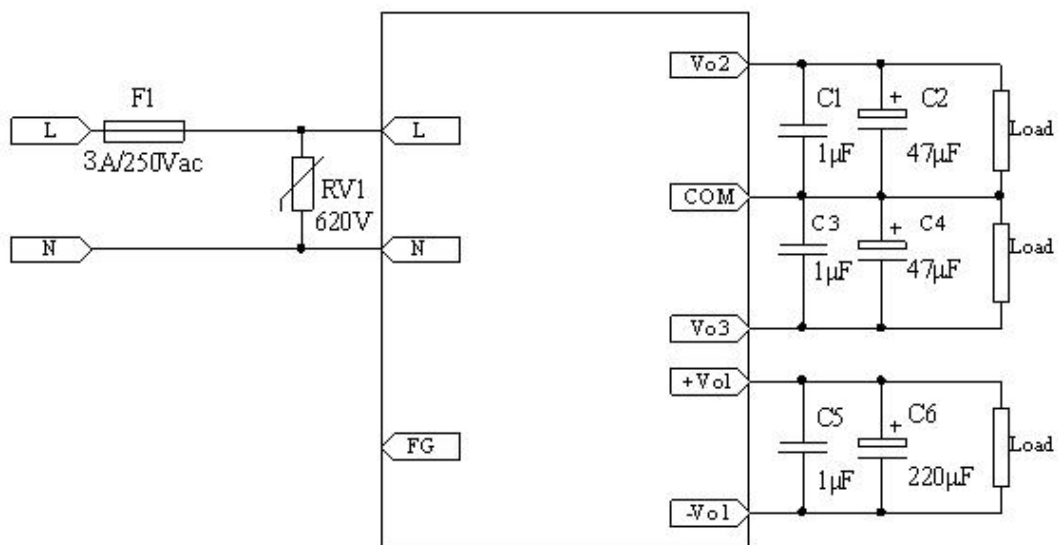 F1
L
3A/250Vac
RV1
620V
N
L
N
FG
Vo2
COM
Vo3
+Vo1
-Vo1
C1
1µF
+
C2
47µF
Load
C3
1µF
+
C4
47µF
Load
C5
1µF
+
C6
220µF
Load